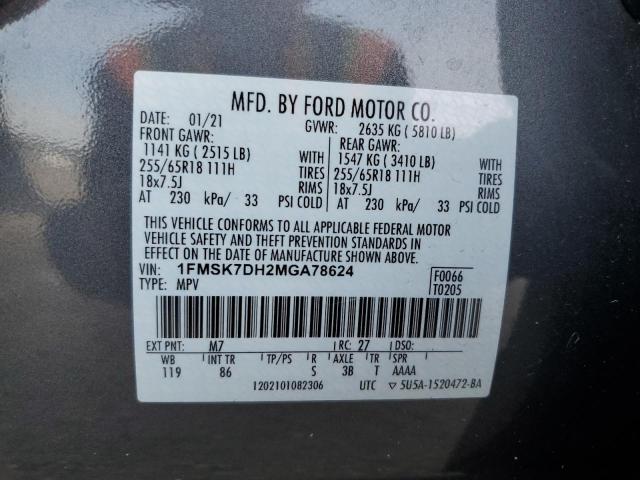 MFD. BY FORD MOTOR CO.
DATE: 01/21 GVWR: 2635 KG ( 5810 LB)
FRONT GAWR: REAR GAWR:
1141 KG ( 2515 LB) WITH 1547 KG ( 3410 LB) WITH
255/65R18 111H TIRES 255/65R18 111H TIRES
18x7.5J RIMS 18x7.5J RIMS
AT 230 kPa/ 33 PSI COLD AT 230 kPa/ 33 PSI COLD
THIS VEHICLE CONFORMS TO ALL APPLICABLE FEDERAL MOTOR
VEHICLE SAFETY AND THEFT PREVENTION STANDARDS IN
EFFECT ON THE DATE OF MANUFACTURE SHOWN ABOVE.
VIN: 1FMSK7DH2MGA78624 F0066
TYPE: MPV T0205
EXT PNT: M7 RC: 27 DSO:
WB INT TR TP/PS R AXLE TR SPR
119 86 S 3B T AAAA
1202101082306 UTC ▽ 5U5A-1520472-BA